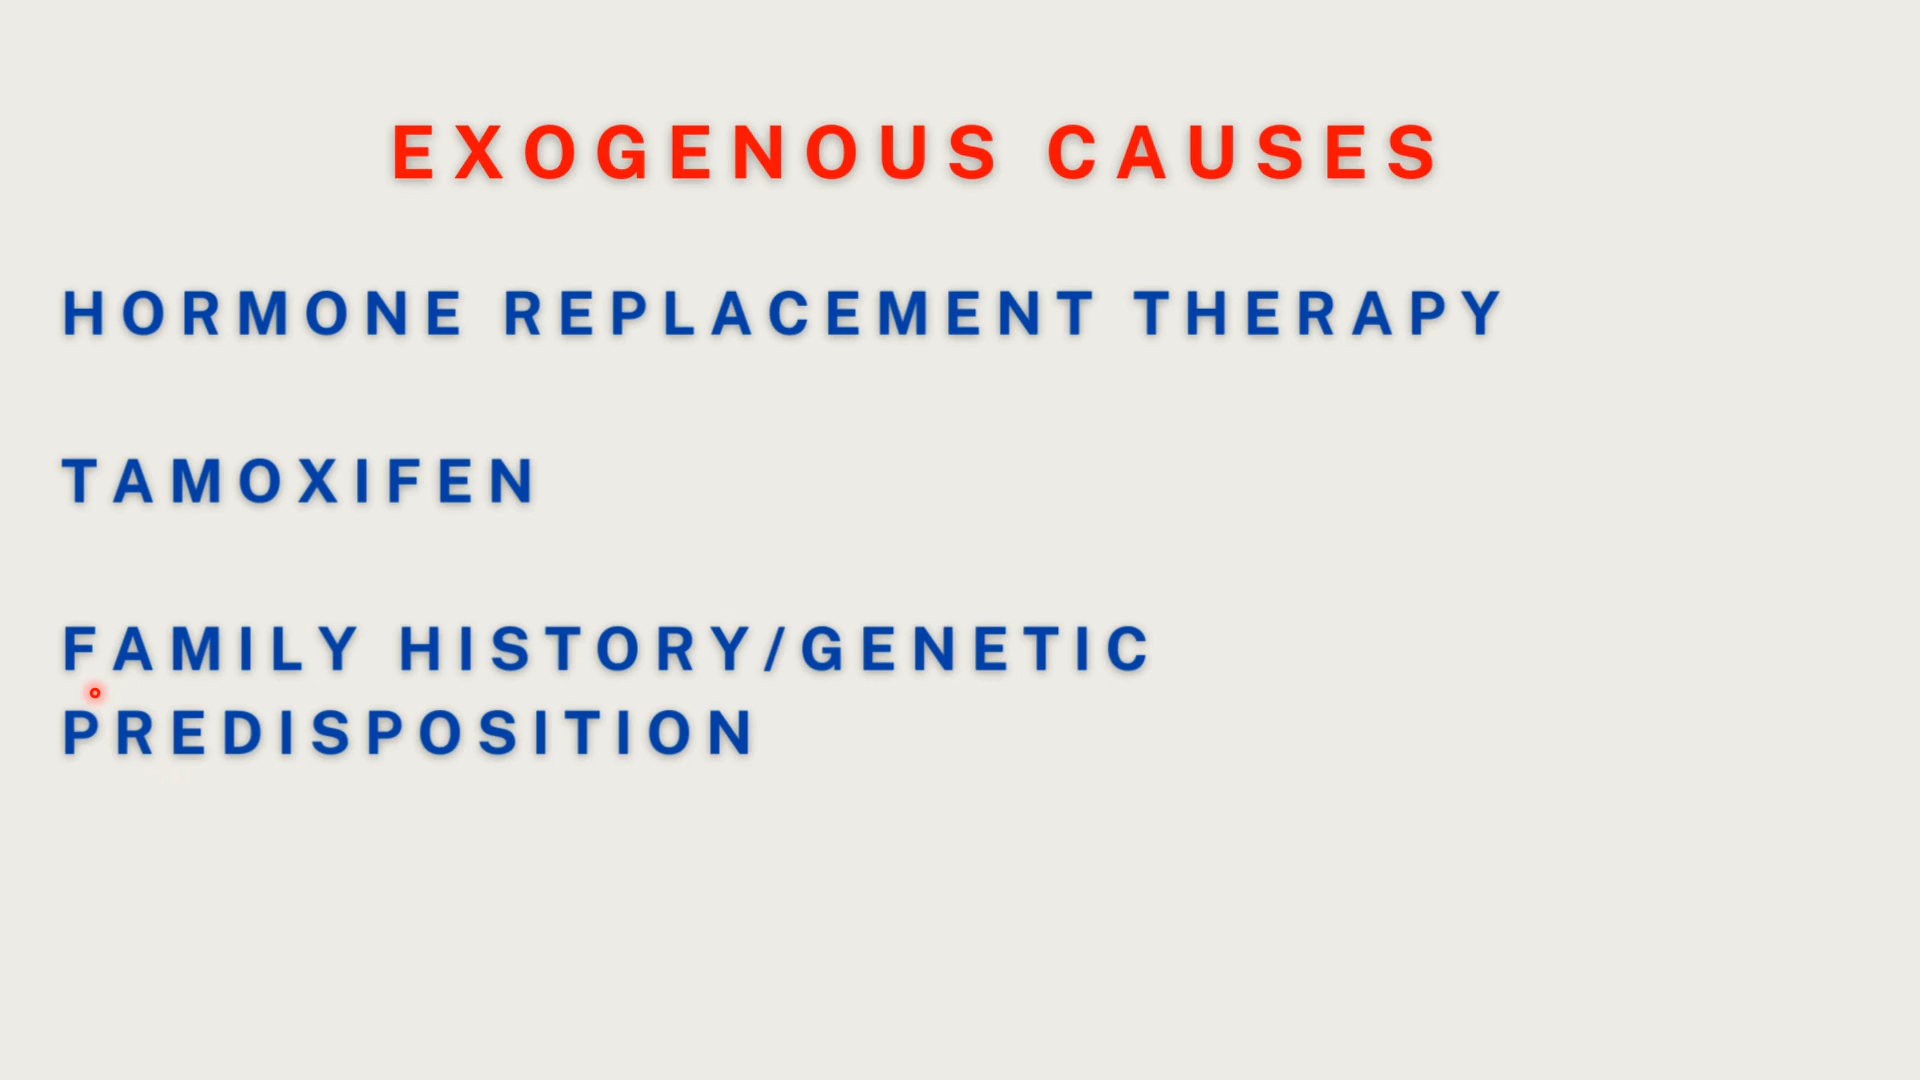 EXOGENOUS CAUSES
HORMONE REPLACEMENT THERAPY
TAMOXIFEN
FAMILY HISTORY/GENETIC
PREDISPOSITION